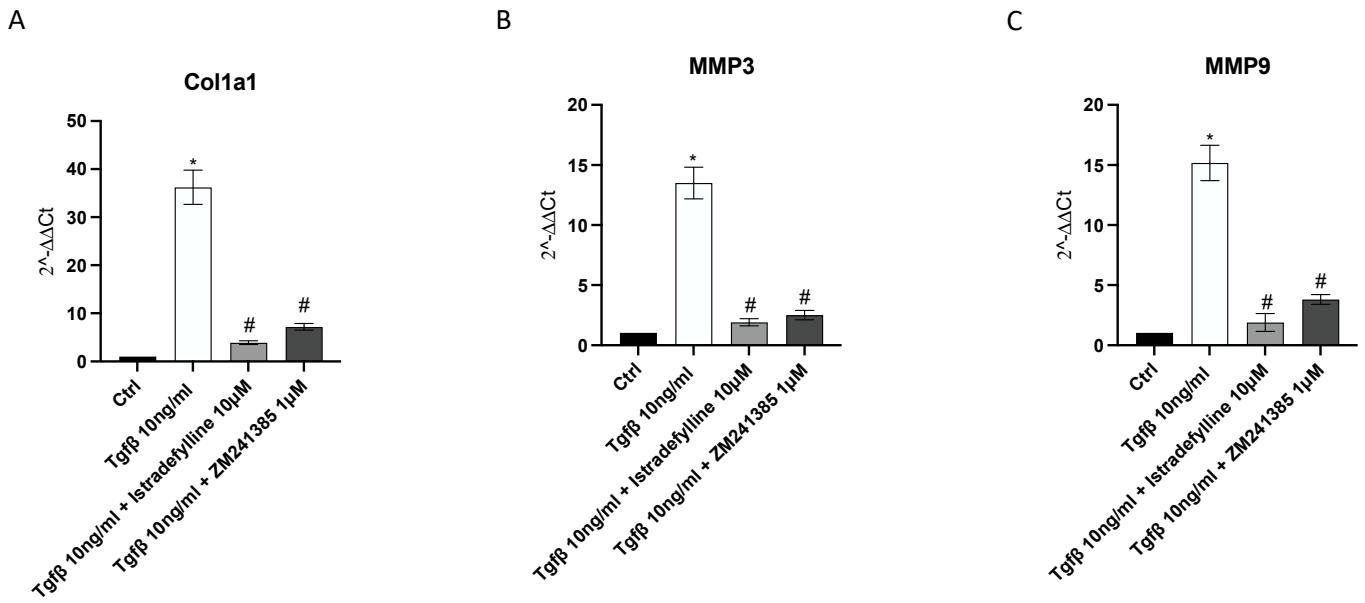 A
Col1a1
2^-ΔΔCt
50
40
30
20
10
0
*
#
#
Ctrl
Tgfβ 10ng/ml
Tgfβ 10ng/ml + Istradefylline 10μM
Tgfβ 10ng/ml + ZM241385 1μM
B
MMP3
2^-ΔΔCt
20
15
10
5
0
*
#
#
Ctrl
Tgfβ 10ng/ml
Tgfβ 10ng/ml + Istradefylline 10μM
Tgfβ 10ng/ml + ZM241385 1μM
C
MMP9
2^-ΔΔCt
20
15
10
5
0
*
#
#
Ctrl
Tgfβ 10ng/ml
Tgfβ 10ng/ml + Istradefylline 10μM
Tgfβ 10ng/ml + ZM241385 1μM